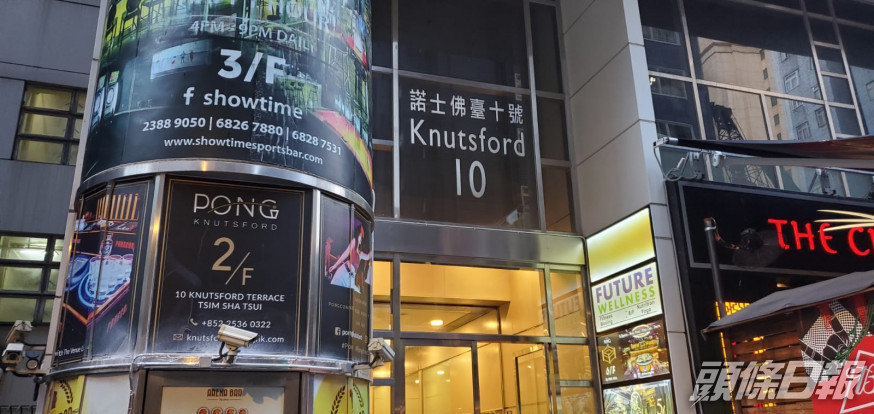 4PM - 9PM DAILY
3/F
f showtime
2388 9050 | 6826 7880 | 6828 7531
www.showtimesportsbar.com
PONG
KNUTSFORD
2/F
10 KNUTSFORD TERRACE
TSIM SHA TSUI
+852 2536 0322
諾士佛臺十號
Knutsford
10
FUTURE
WELLNESS
6/F
THE
頭條日報